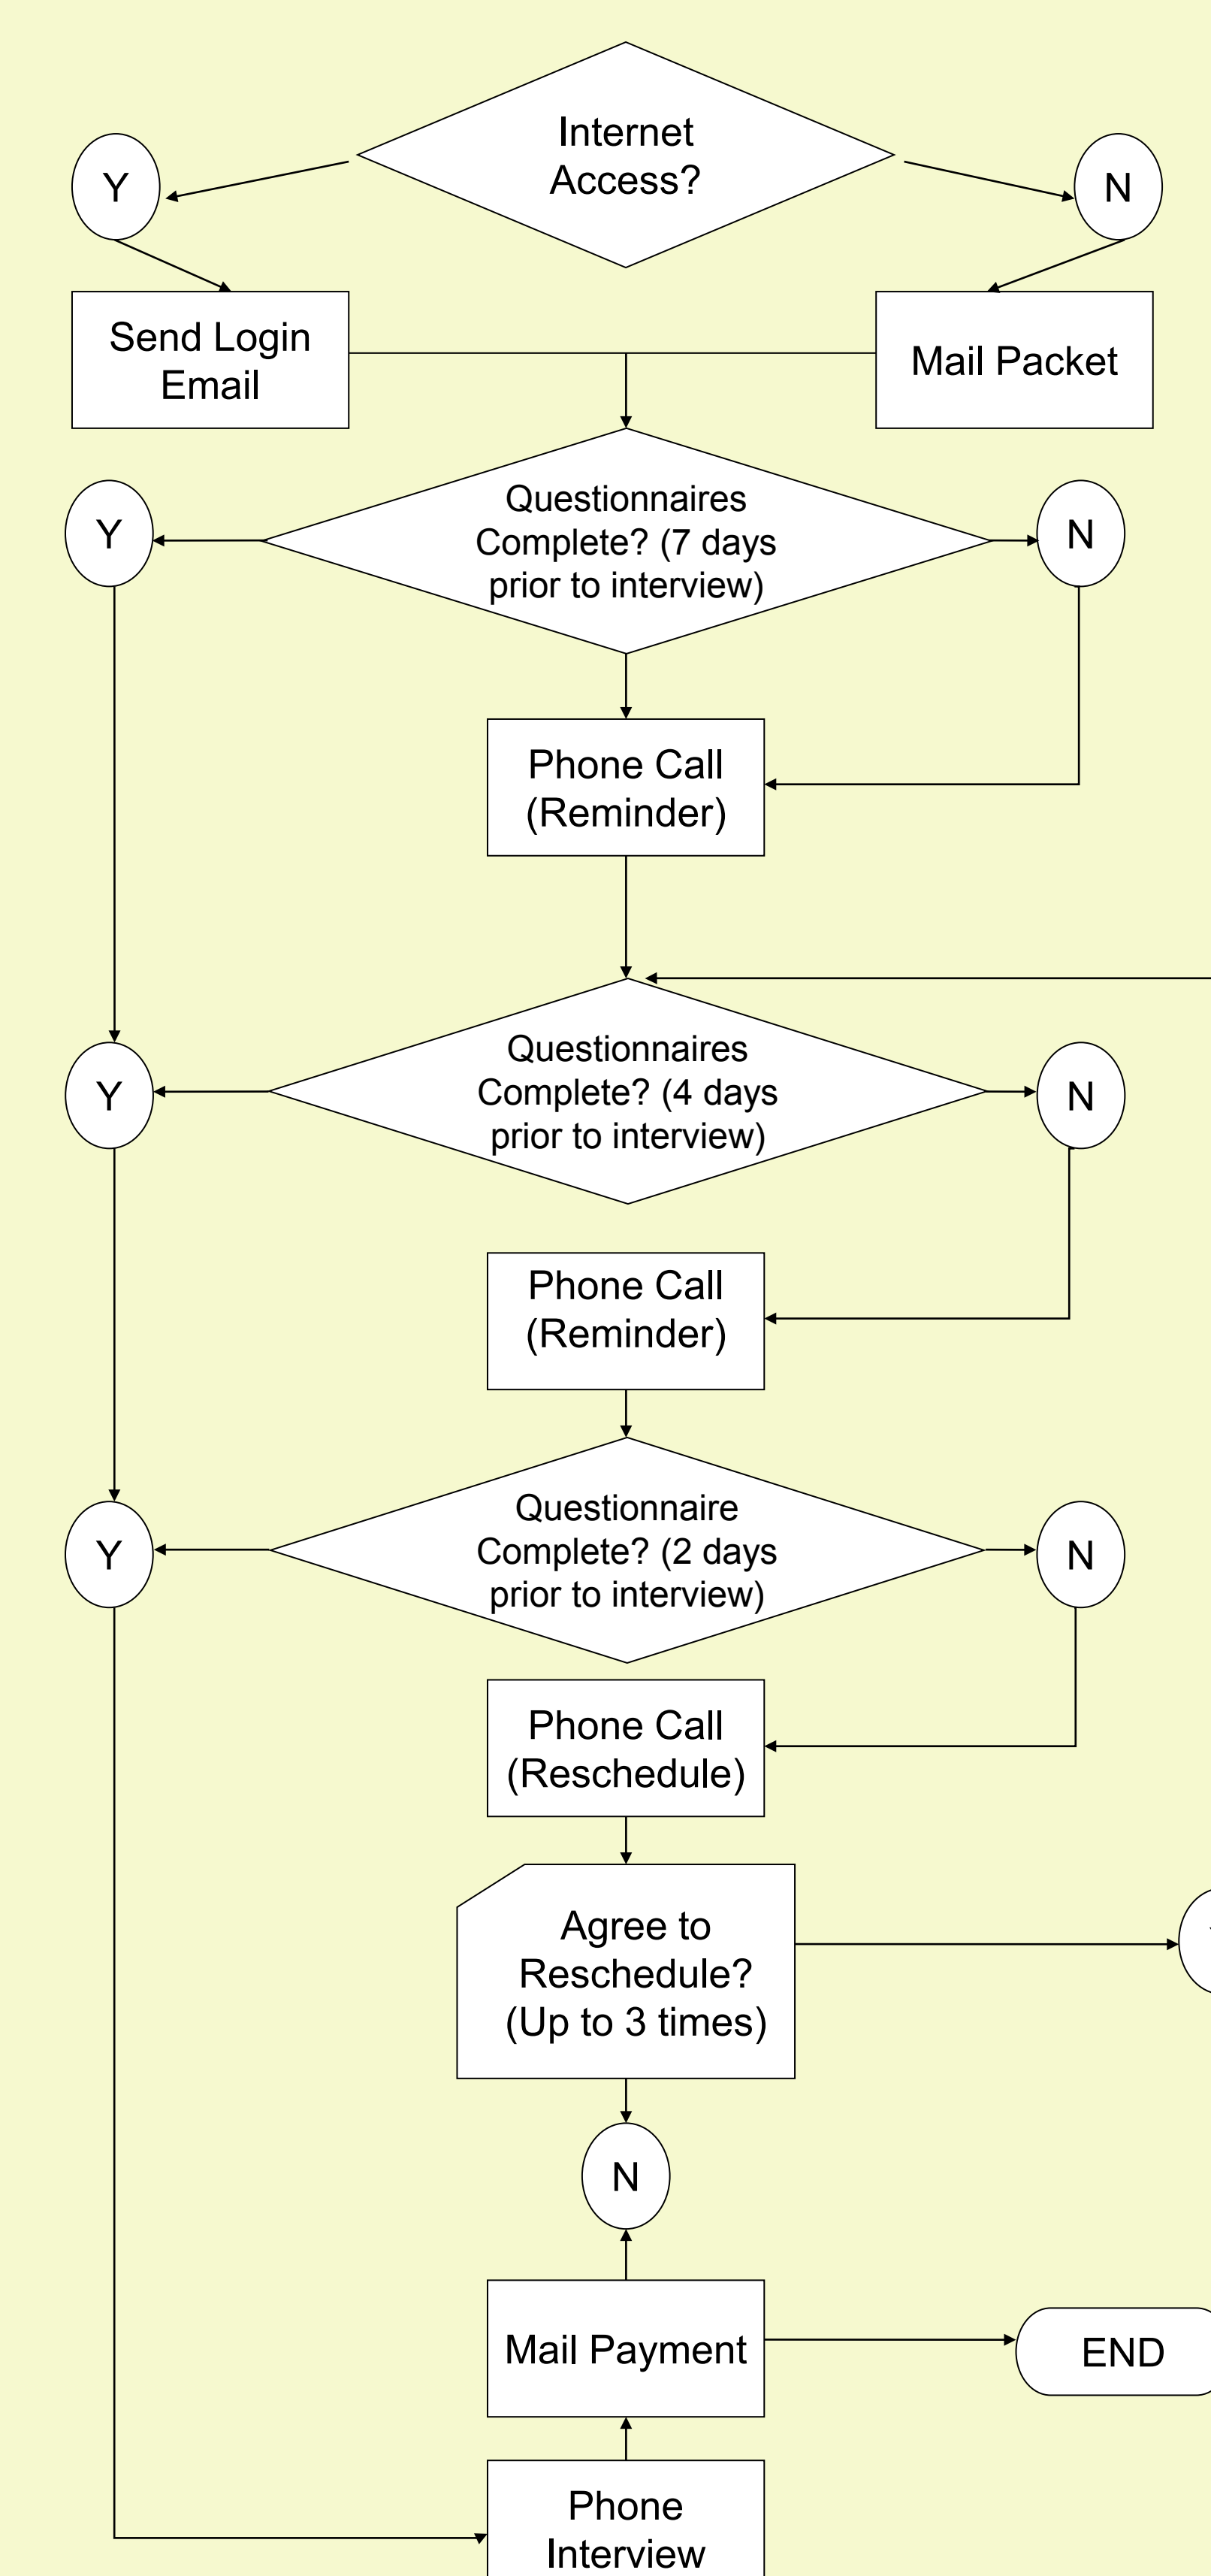 Internet
Access?
Y
N
Send Login
Email
Mail Packet
Questionnaires
Complete? (7 days
prior to interview)
Y
N
Phone Call
(Reminder)
Questionnaires
Complete? (4 days
prior to interview)
Y
N
Phone Call
(Reminder)
Questionnaire
Complete? (2 days
prior to interview)
Y
N
Phone Call
(Reschedule)
Agree to
Reschedule?
(Up to 3 times)
N
Mail Payment
END
Phone
Interview